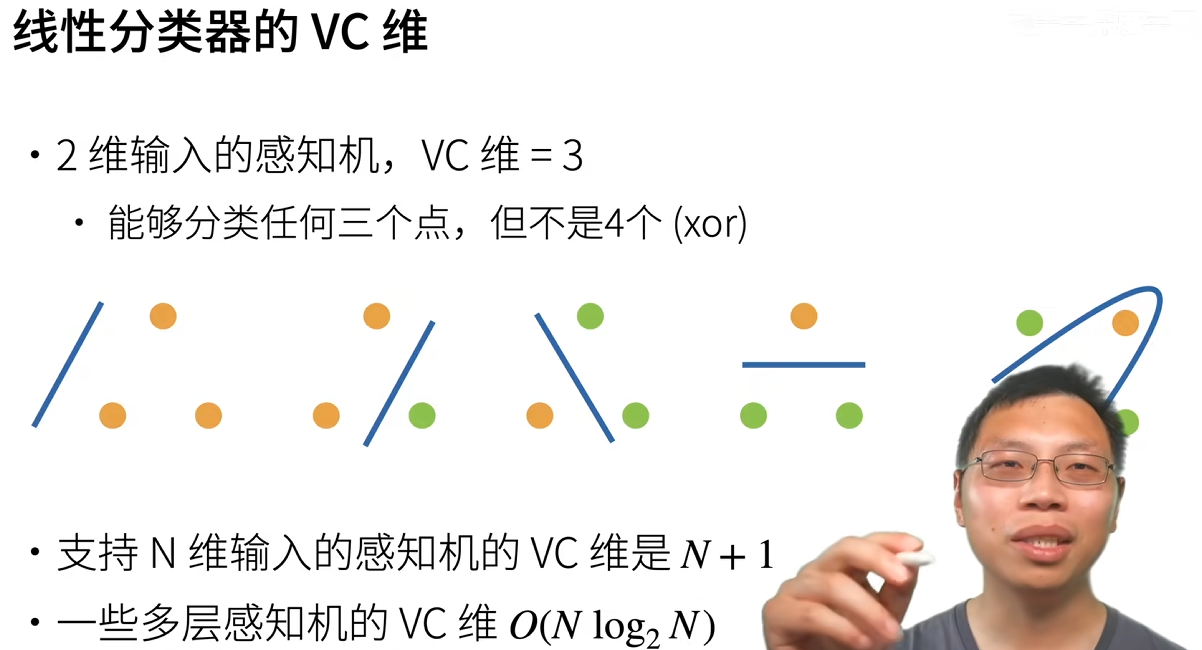 线性分类器的 VC 维
• 2 维输入的感知机，VC 维 = 3
• 能够分类任何三个点，但不是4个 (xor)
• 支持 N 维输入的感知机的 VC 维是 N + 1
• 一些多层感知机的 VC 维 O(N log₂ N)